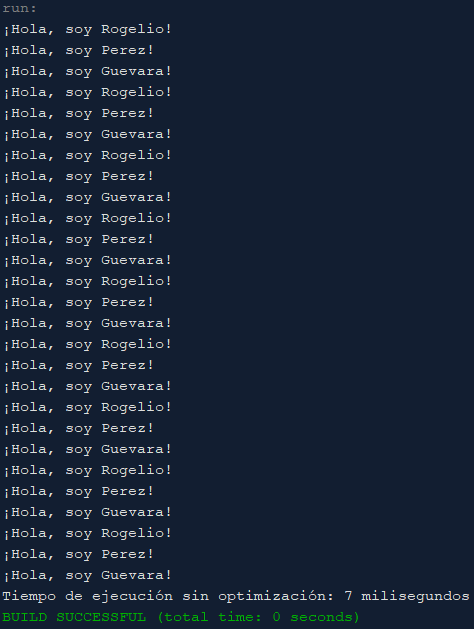 run:
¡Hola, soy Rogelio!
¡Hola, soy Perez!
¡Hola, soy Guevara!
¡Hola, soy Rogelio!
¡Hola, soy Perez!
¡Hola, soy Guevara!
¡Hola, soy Rogelio!
¡Hola, soy Perez!
¡Hola, soy Guevara!
¡Hola, soy Rogelio!
¡Hola, soy Perez!
¡Hola, soy Guevara!
¡Hola, soy Rogelio!
¡Hola, soy Perez!
¡Hola, soy Guevara!
¡Hola, soy Rogelio!
¡Hola, soy Perez!
¡Hola, soy Guevara!
¡Hola, soy Rogelio!
¡Hola, soy Perez!
¡Hola, soy Guevara!
¡Hola, soy Rogelio!
¡Hola, soy Perez!
¡Hola, soy Guevara!
¡Hola, soy Rogelio!
¡Hola, soy Perez!
¡Hola, soy Guevara!
Tiempo de ejecución sin optimización: 7 milisegundos
BUILD SUCCESSFUL (total time: 0 seconds)